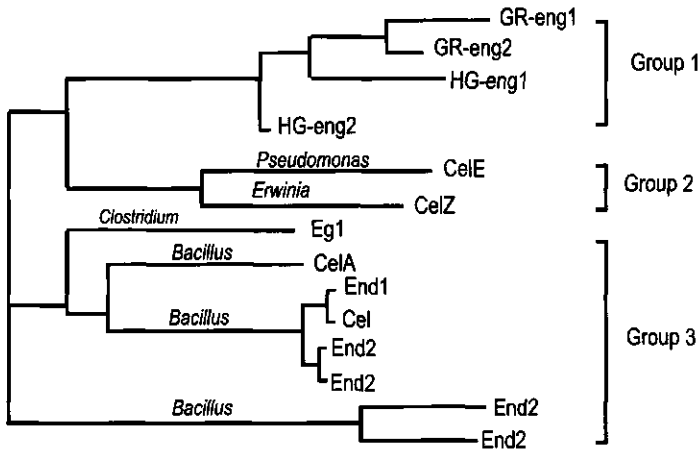 GR-eng1
GR-eng2
Group 1
HG-eng1
HG-eng2
Pseudomonas
CelE
Group 2
Erwinia
CelZ
Clostridium
Eg1
Bacillus
CelA
End1
Bacillus
Cel
Group 3
End2
End2
Bacillus
End2
End2